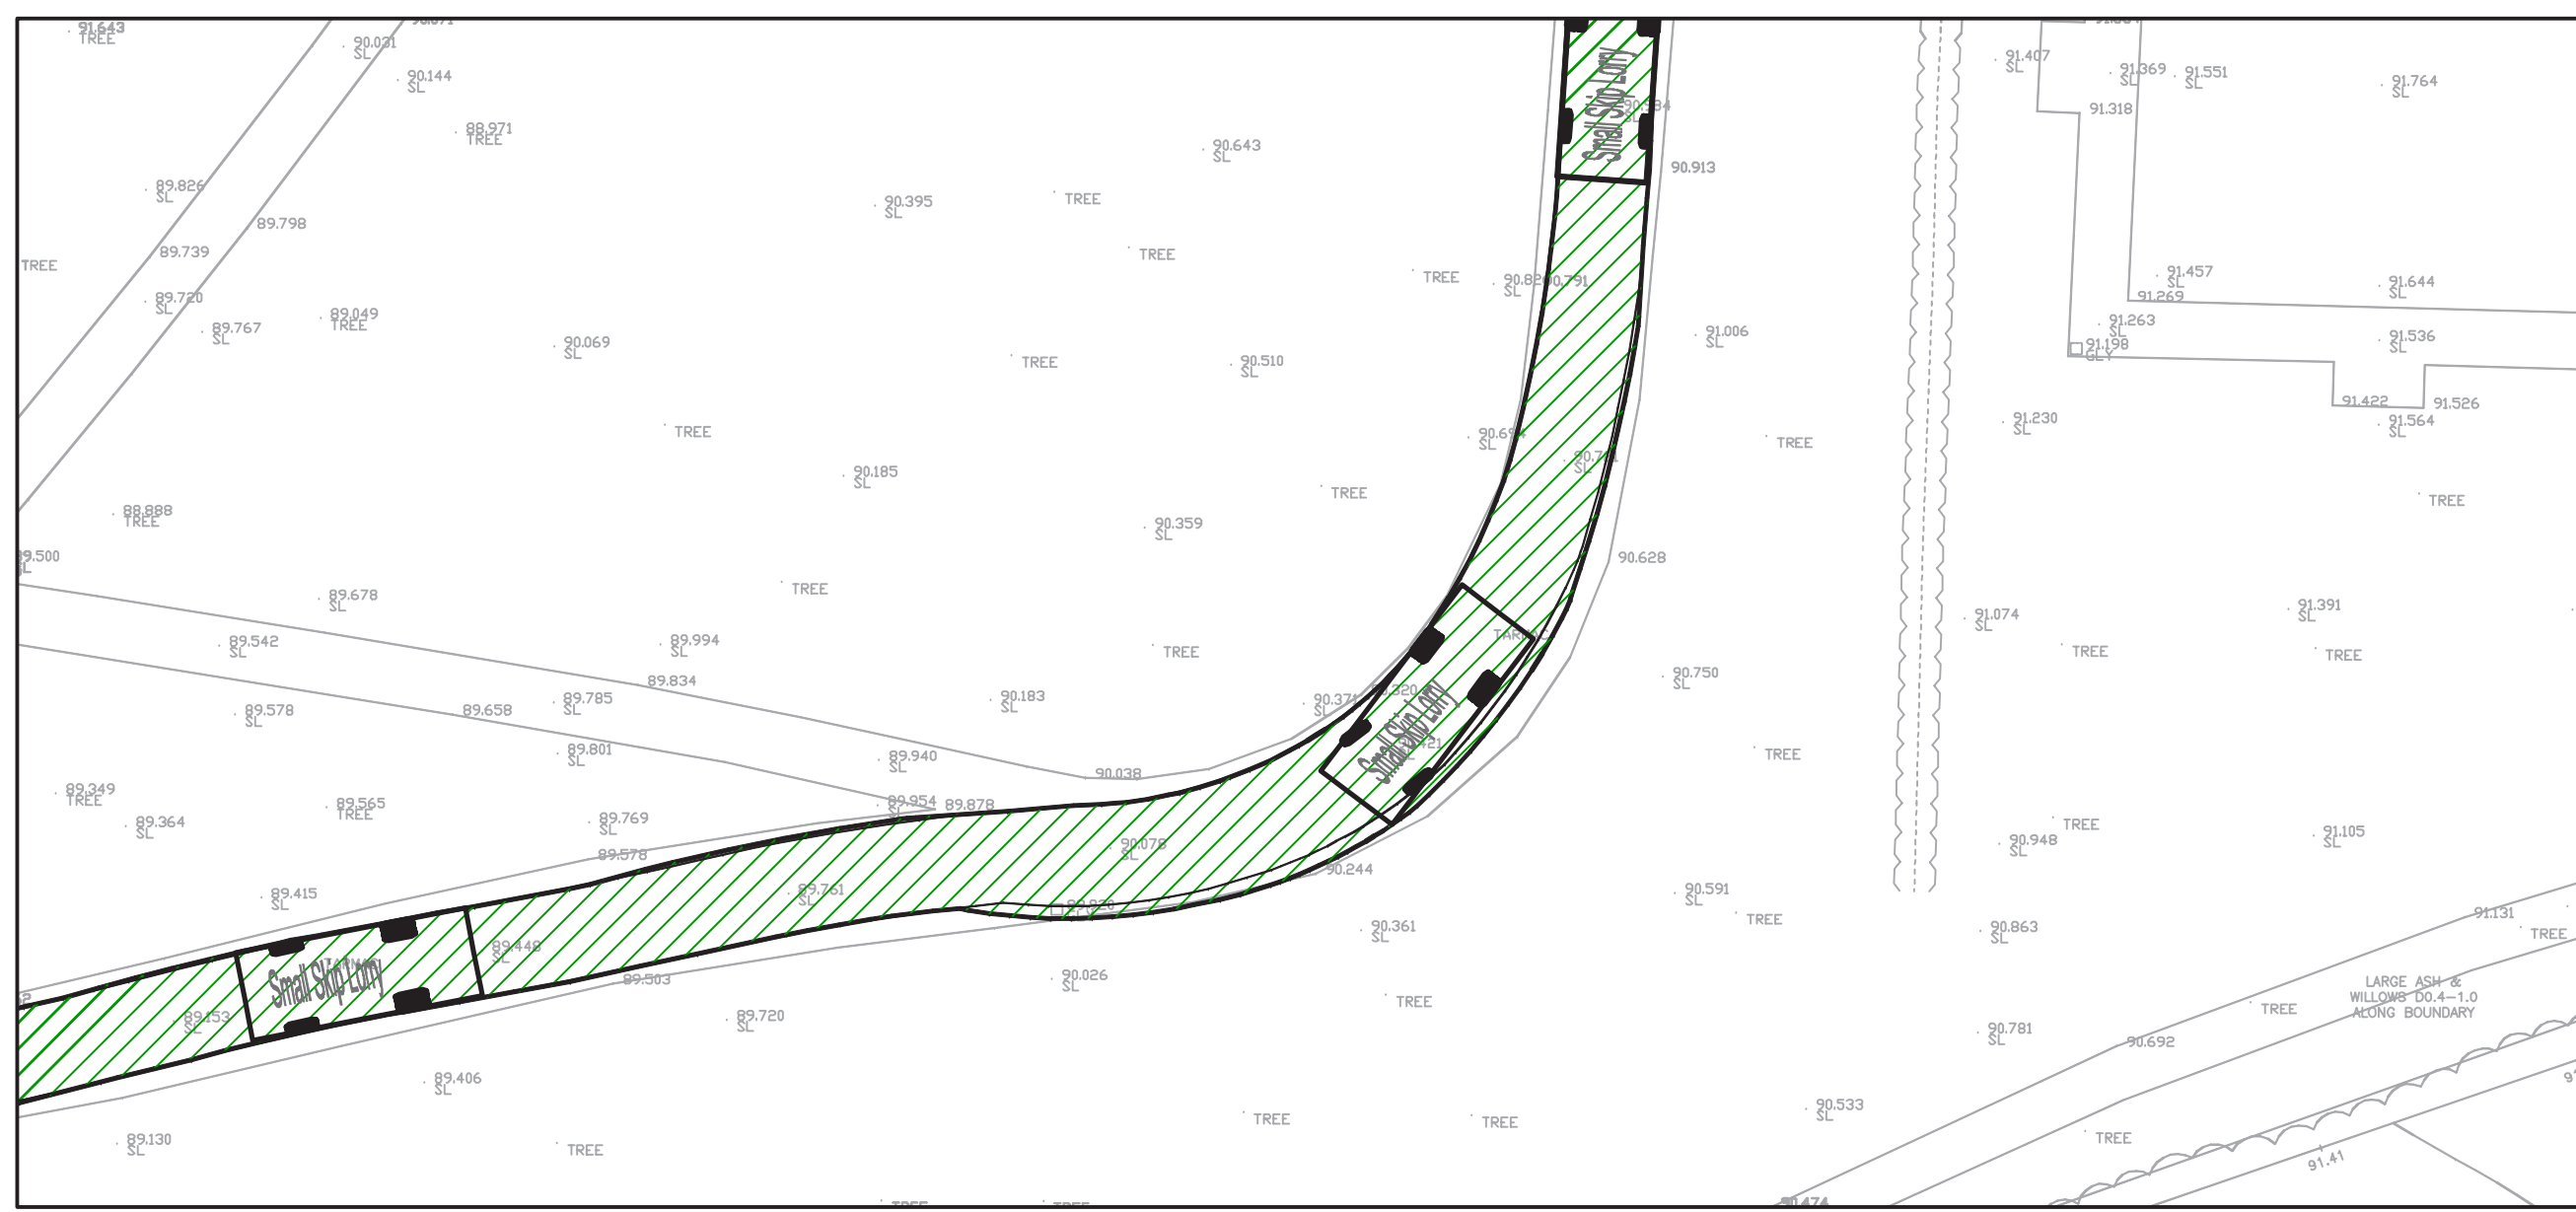 91.643
TREE
90.031
SL
90.144
SL
88.971
TREE
90.643
SL
Small Skip Lorry
91.407
SL
91.369
SL
91.551
SL
91.764
SL
91.318
90.913
89.826
SL
90.395
SL
TREE
89.798
89.739
TREE
TREE
TREE
89.720
SL
89.767
SL
89.049
TREE
SL
91.457
SL
91.269
91.644
SL
90.069
SL
TREE
90.510
SL
91.006
SL
91.263
SL
91.198
GLY
91.536
SL
91.422
91.526
91.564
SL
91.230
SL
TREE
TREE
SL
SL
90.185
SL
TREE
TREE
88.888
TREE
90.359
SL
90.628
TREE
89.678
SL
91.074
SL
91.391
SL
89.542
SL
89.994
SL
TREE
TREE
TREE
89.834
90.183
SL
90.371
SL
90.750
SL
89.578
SL
89.658
89.785
SL
Small Skip Lorry
89.801
SL
89.940
SL
90.038
TREE
89.349
TREE
89.364
SL
89.565
TREE
89.769
SL
89.954
SL
89.878
TREE
90.948
SL
91.105
SL
90.078
SL
89.578
90.244
89.415
SL
89.761
SL
90.591
SL
TREE
91.131
TREE
90.361
SL
90.863
SL
89.448
SL
TARMAC
Small Skip Lorry
89.503
90.026
SL
TREE
LARGE ASH &
WILLOWS D0.4-1.0
ALONG BOUNDARY
TREE
89.153
SL
89.720
SL
90.781
SL
90.692
89.406
SL
90.533
SL
TREE
TREE
TREE
89.130
SL
TREE
91.41
90.474
TREE
TREE